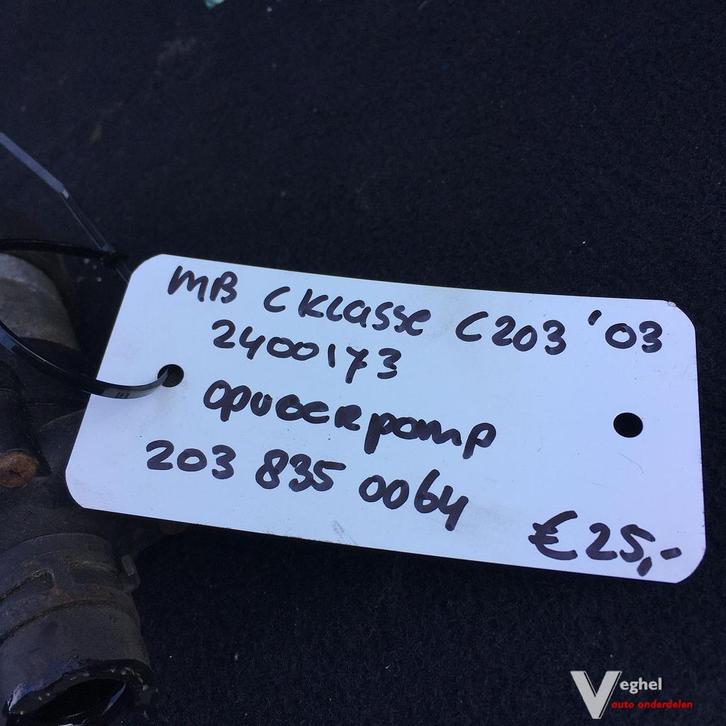 MB C KLasse C203 '03
2400173
opvoerpomp
203 835 0064
€25,-
Veghel
auto onderdelen